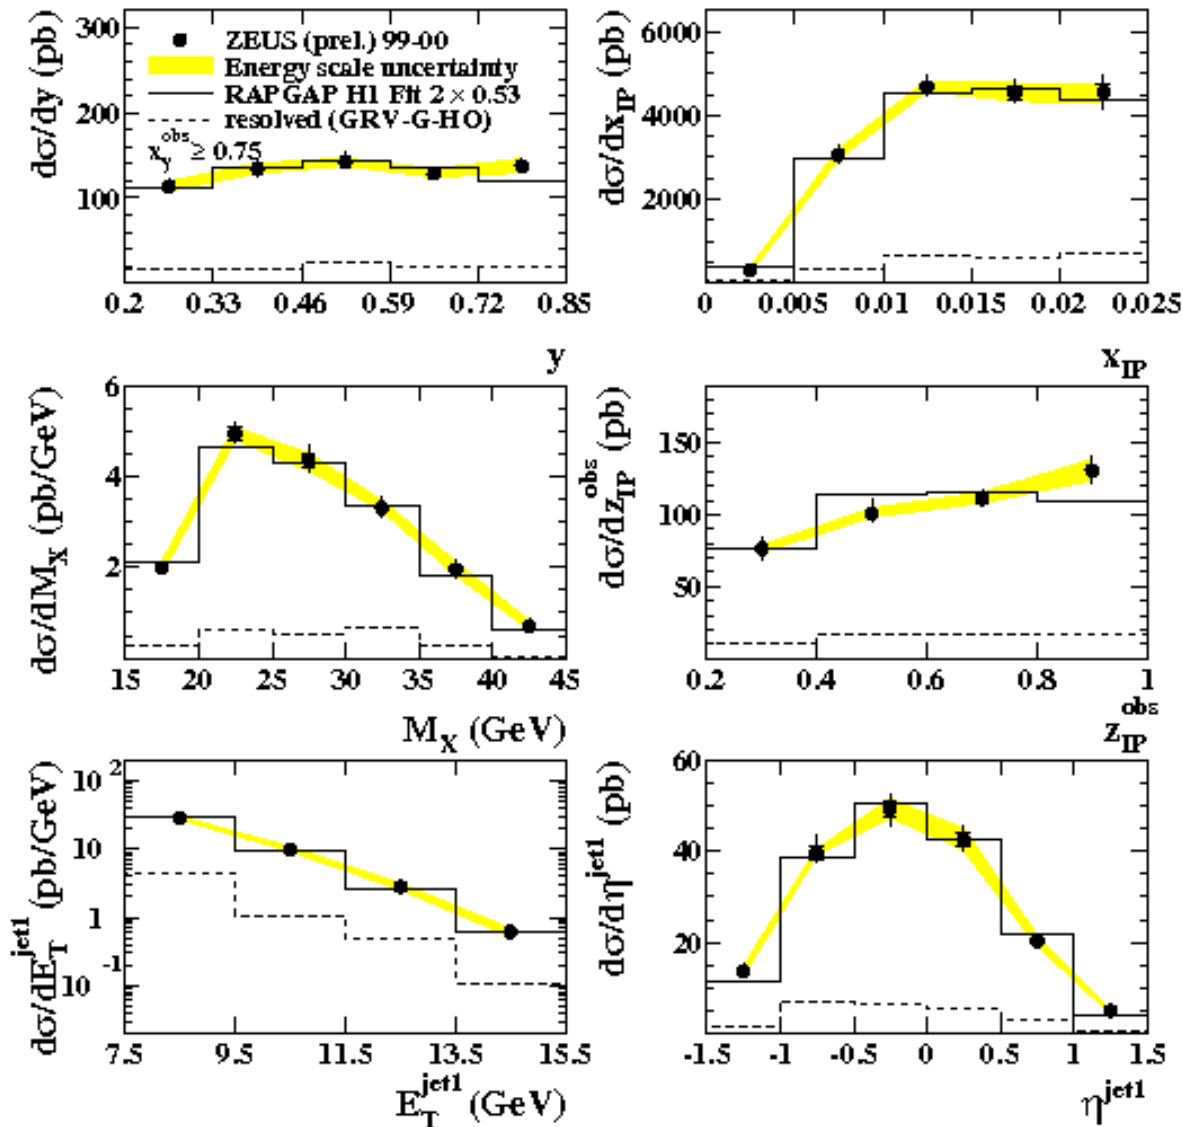 dσ/dy (pb)
300
200
100
ZEUS (prel.) 99-00
Energy scale uncertainty
RAPGAP H1 Fit 2 × 0.53
resolved (GRV-G-HO)
x_γ^obs ≥ 0.75
0.2 0.33 0.46 0.59 0.72 0.85
y
dσ/dx_IP (pb)
6000
4000
2000
0 0.005 0.01 0.015 0.02 0.025
x_IP
dσ/dM_X (pb/GeV)
6
4
2
15 20 25 30 35 40 45
M_X (GeV)
dσ/dz_IP^obs (pb)
150
100
50
0.2 0.4 0.6 0.8 1
z_IP^obs
dσ/dE_T^jet1 (pb/GeV)
10^2
10
1
10^-1
7.5 9.5 11.5 13.5 15.5
E_T^jet1 (GeV)
dσ/dη^jet1 (pb)
60
40
20
-1.5 -1 -0.5 0 0.5 1 1.5
η^jet1